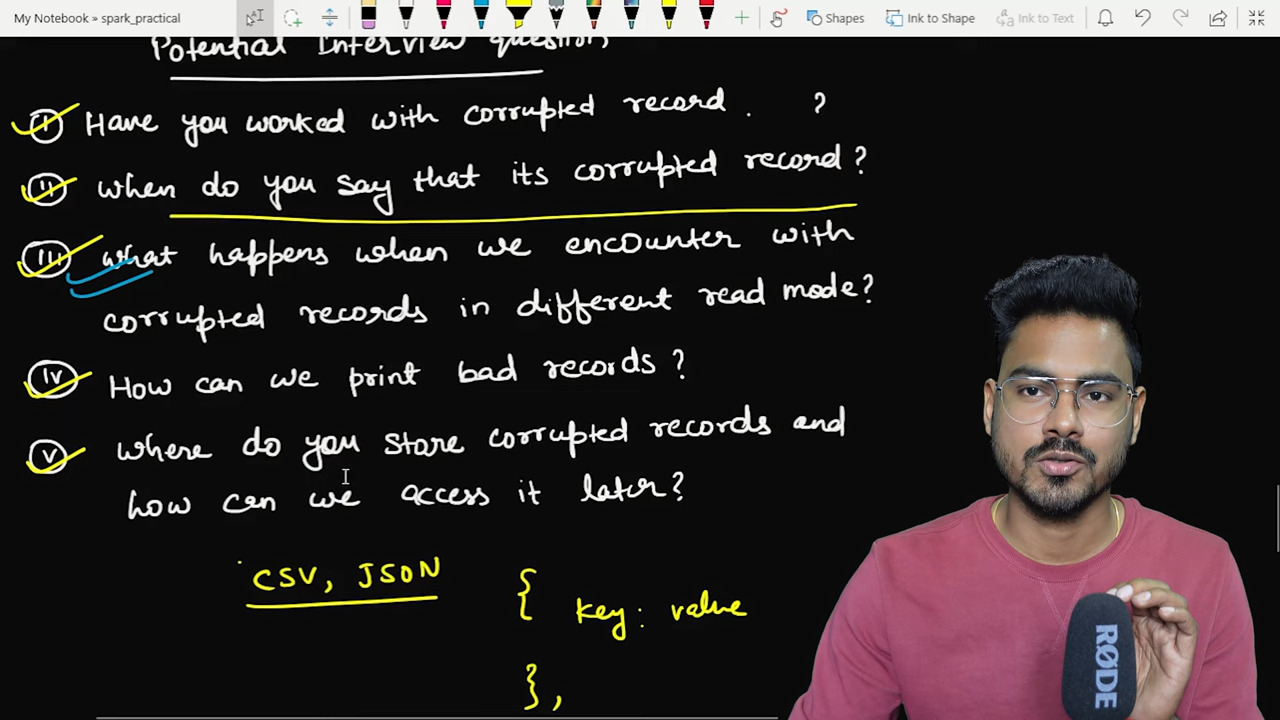 My Notebook » spark_practical
Shapes
Ink to Shape
Ink to Text
Potential Interview questions
i) Have you worked with corrupted record. ?
ii) when do you say that its corrupted record?
iii) what happens when we encounter with
corrupted records in different read mode?
iv) How can we print bad records?
v) where do you store corrupted records and
how can we access it later?
CSV, JSON
{
key: value
},
RØDE